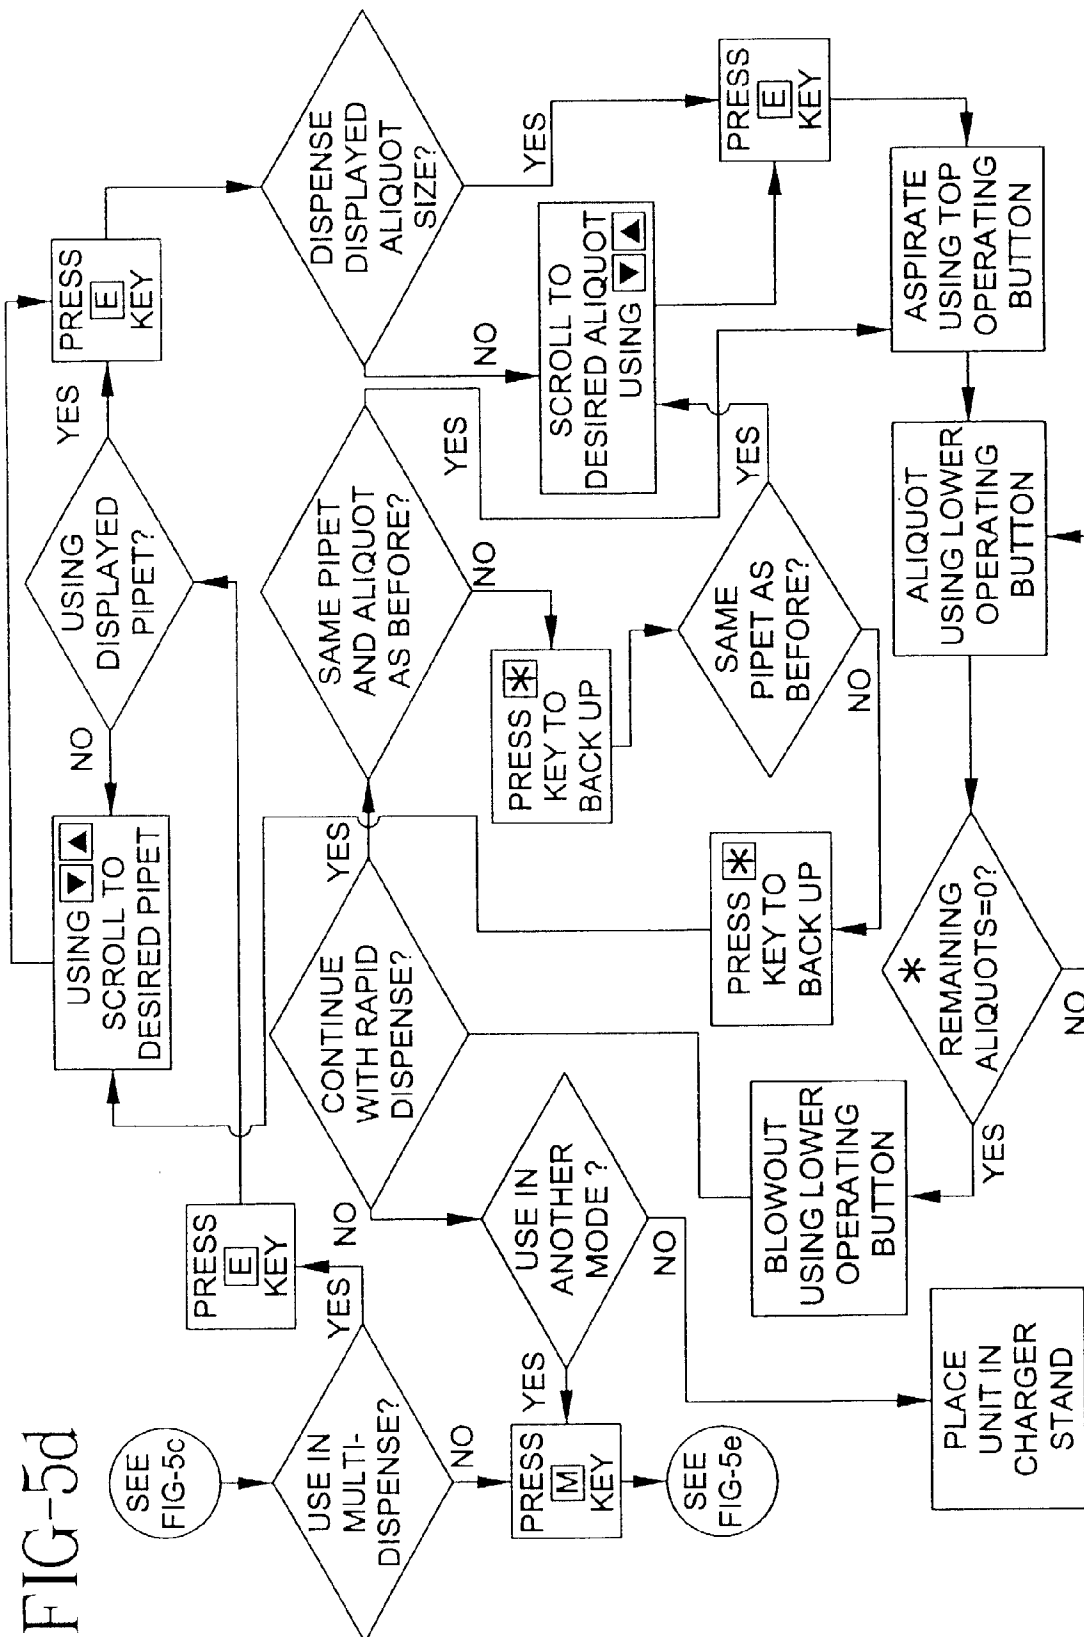 FIG-5d
SEE
FIG-5c
USE IN
MULTI-
DISPENSE?
YES
NO
PRESS
E
KEY
PRESS
M
KEY
SEE
FIG-5e
USING
DISPLAYED
PIPET?
YES
NO
USING ▼▲
SCROLL TO
DESIRED PIPET
PRESS
E
KEY
DISPENSE
DISPLAYED
ALIQUOT
SIZE?
YES
NO
SCROLL TO
DESIRED ALIQUOT
USING ▼▲
PRESS
E
KEY
ASPIRATE
USING TOP
OPERATING
BUTTON
ALIQUOT
USING LOWER
OPERATING
BUTTON
*
REMAINING
ALIQUOTS=0?
NO
YES
BLOWOUT
USING LOWER
OPERATING
BUTTON
CONTINUE
WITH RAPID
DISPENSE?
YES
NO
SAME PIPET
AND ALIQUOT
AS BEFORE?
YES
NO
PRESS *
KEY TO
BACK UP
SAME
PIPET AS
BEFORE?
YES
NO
PRESS *
KEY TO
BACK UP
USE IN
ANOTHER
MODE ?
YES
NO
PLACE
UNIT IN
CHARGER
STAND